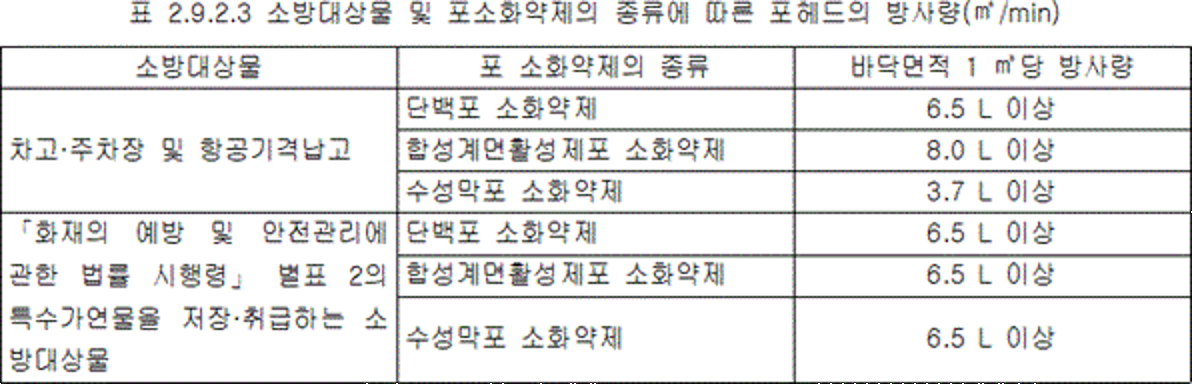 표 2.9.2.3 소방대상물 및 포소화약제의 종류에 따른 포헤드의 방사량(㎥/min)
소방대상물 포 소화약제의 종류 바닥면적 1 ㎡당 방사량
차고·주차장 및 항공기격납고
단백포 소화약제 6.5 L 이상
합성계면활성제포 소화약제 8.0 L 이상
수성막포 소화약제 3.7 L 이상
「화재의 예방 및 안전관리에
관한 법률 시행령」 별표 2의
특수가연물을 저장·취급하는 소
방대상물
단백포 소화약제 6.5 L 이상
합성계면활성제포 소화약제 6.5 L 이상
수성막포 소화약제 6.5 L 이상